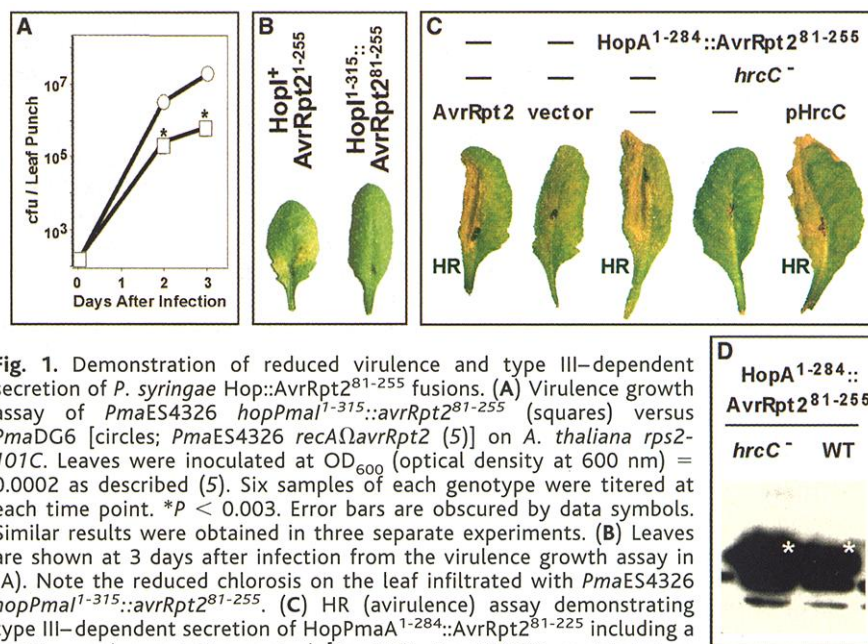 A
cfu / Leaf Punch
10⁷
10⁵
10³
*
*
0
1
2
3
Days After Infection
B
HopI⁺
AvrRpt2¹⁻²⁵⁵
HopI¹⁻³¹⁵::
AvrRpt2⁸¹⁻²⁵⁵
C
— — HopA¹⁻²⁸⁴::AvrRpt2⁸¹⁻²⁵⁵
— — — hrcC⁻
AvrRpt2 vector — — pHrcC
HR
HR
HR
Fig. 1. Demonstration of reduced virulence and type III–dependent
secretion of P. syringae Hop::AvrRpt2⁸¹⁻²⁵⁵ fusions. (A) Virulence growth
assay of PmaES4326 hopPmaI¹⁻³¹⁵::avrRpt2⁸¹⁻²⁵⁵ (squares) versus
PmaDG6 [circles; PmaES4326 recAΩavrRpt2 (5)] on A. thaliana rps2-
101C. Leaves were inoculated at OD₆₀₀ (optical density at 600 nm) =
0.0002 as described (5). Six samples of each genotype were titered at
each time point. *P < 0.003. Error bars are obscured by data symbols.
Similar results were obtained in three separate experiments. (B) Leaves
are shown at 3 days after infection from the virulence growth assay in
(A). Note the reduced chlorosis on the leaf infiltrated with PmaES4326
hopPmaI¹⁻³¹⁵::avrRpt2⁸¹⁻²⁵⁵. (C) HR (avirulence) assay demonstrating
type III–dependent secretion of HopPmaA¹⁻²⁸⁴::AvrRpt2⁸¹⁻²²⁵ including a
D
HopA¹⁻²⁸⁴::
AvrRpt2⁸¹⁻²⁵⁵
hrcC⁻ WT
* *